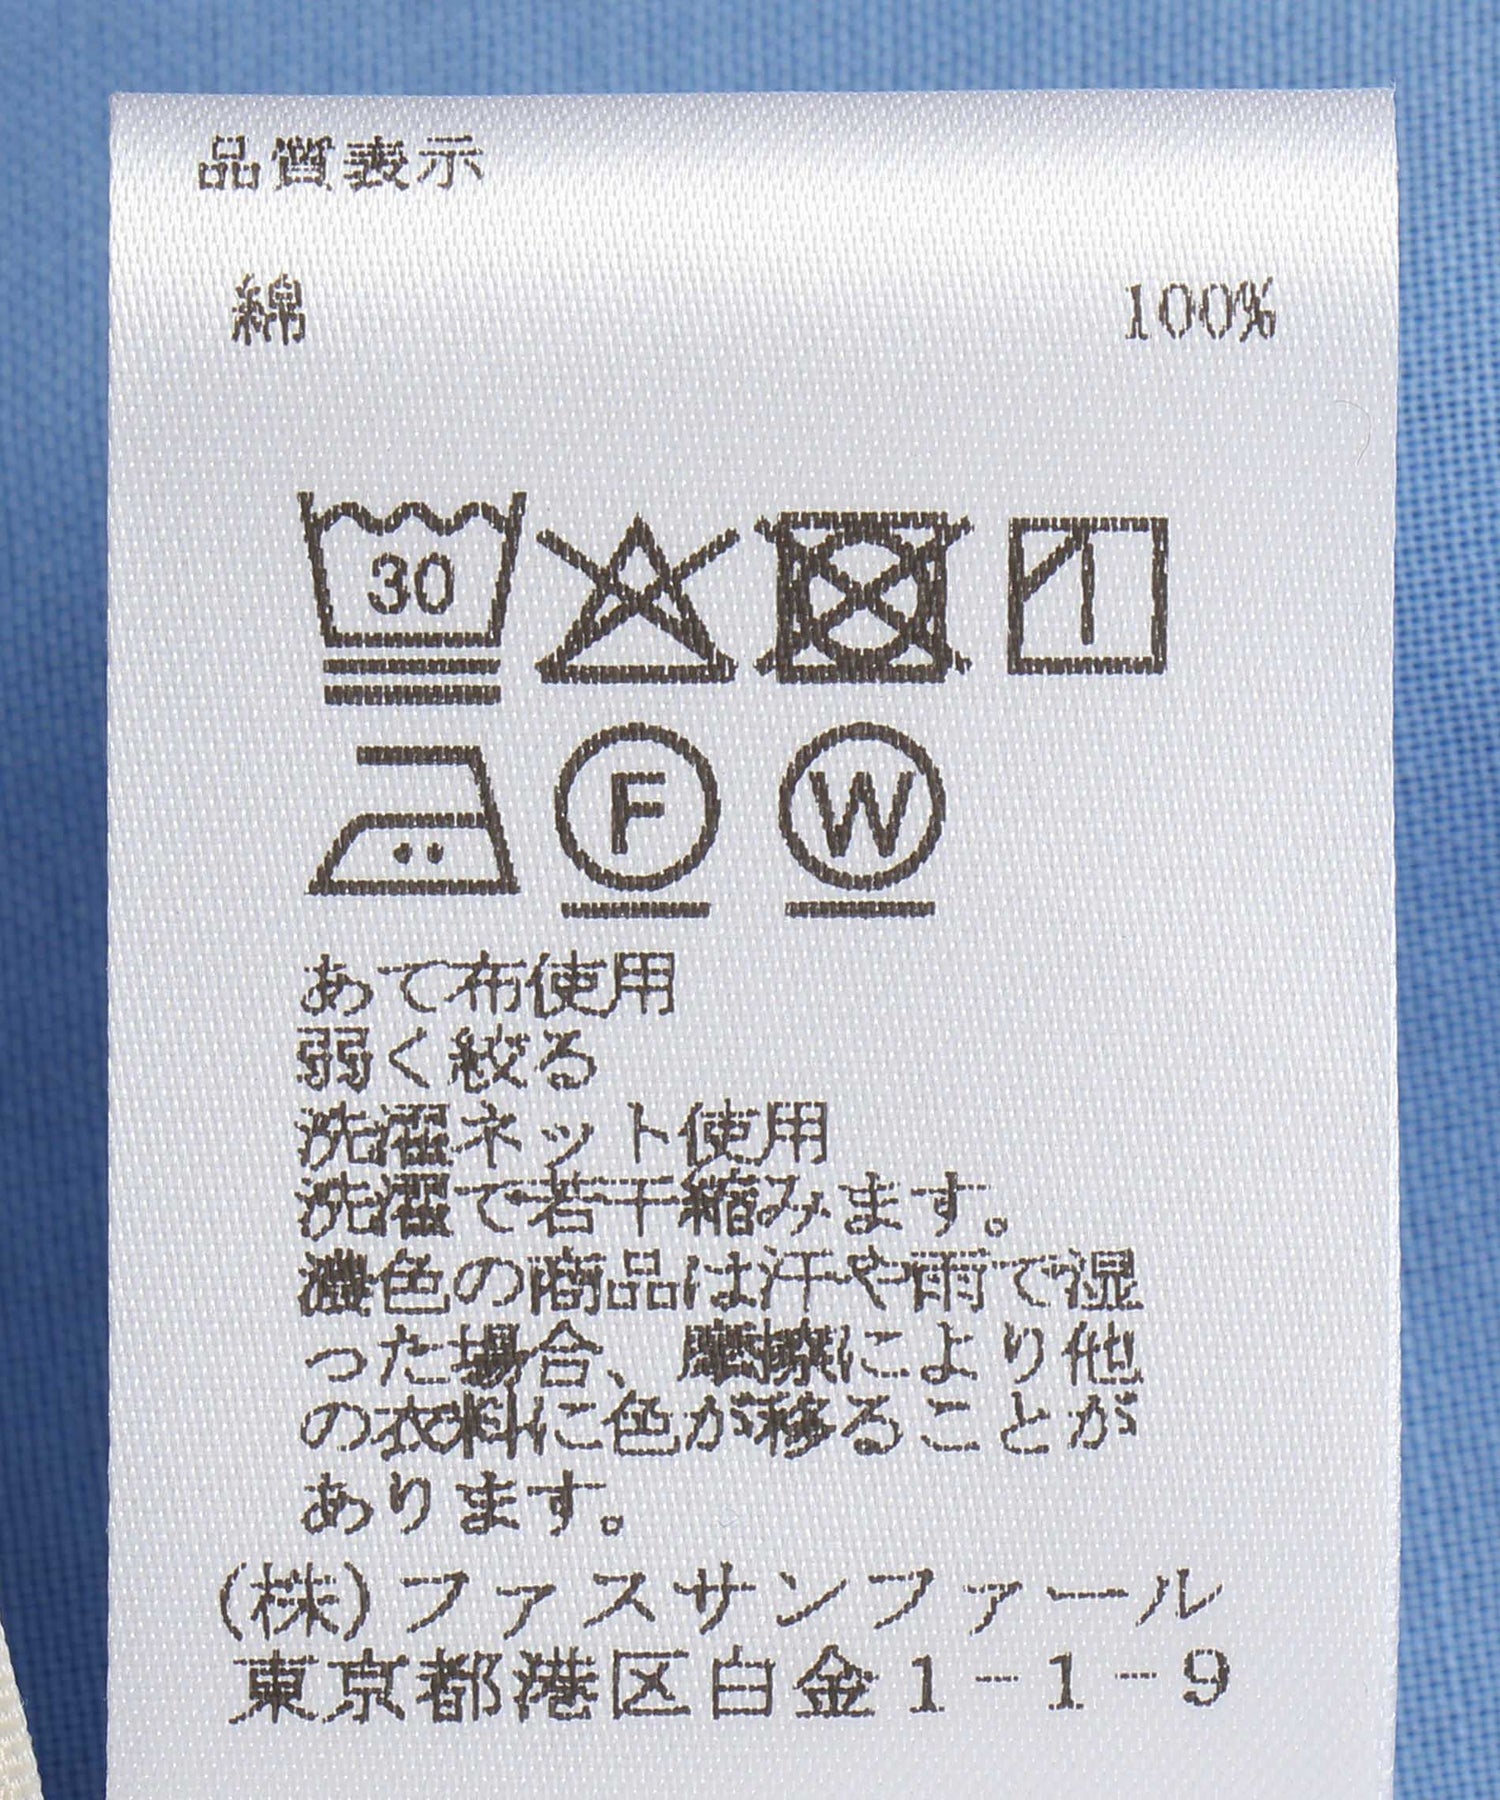 品質表示
綿 100%
30
F W
あて布使用
弱く絞る
洗濯ネット使用
洗濯で若干縮みます。
濃色の商品は汗や雨で湿
った場合、摩擦により他
の衣料に色が移ることが
あります。
(株)ファスサンファール
東京都港区白金1-1-9